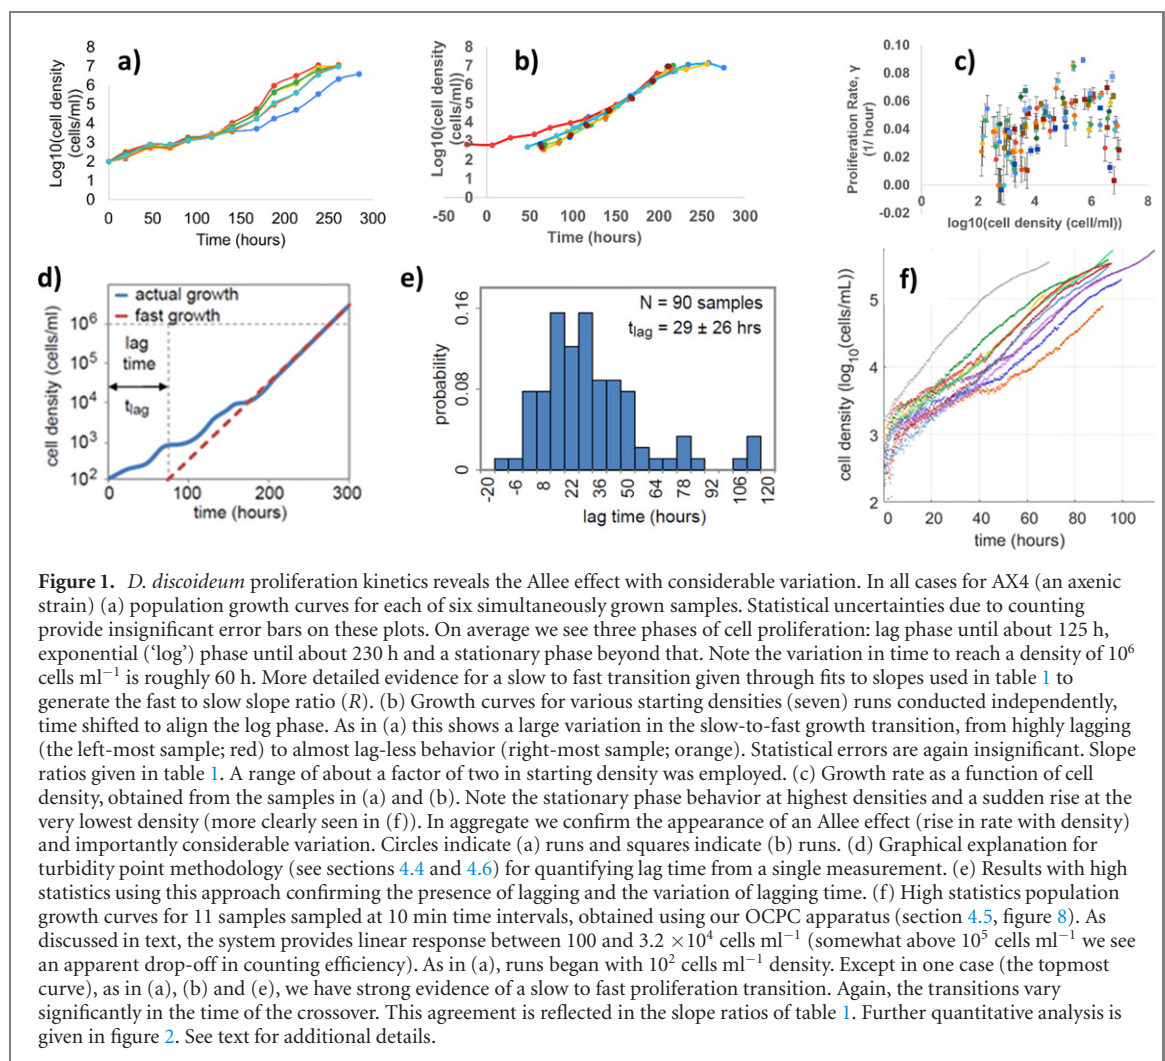 a)
Log10(cell density (cells/ml))
8
7
6
5
4
3
2
1
0
0 50 100 150 200 250 300
Time (hours)
b)
Log10(cell density (cells/ml))
8
7
6
5
4
3
2
1
0
-50 0 50 100 150 200 250 300
Time (hours)
c)
Proliferation Rate, γ
(1/ hour)
0.10
0.08
0.06
0.04
0.02
0.00
-0.02
0 2 4 6 8
log10(cell density (cell/ml))
d)
actual growth
fast growth
lag
time
tlag
cell density (cells/ml)
10⁶
10⁵
10⁴
10³
10²
0 100 200 300
time (hours)
e)
N = 90 samples
tlag = 29 ± 26 hrs
probability
0.16
0.08
0
-20 -6 8 22 36 50 64 78 92 106 120
lag time (hours)
f)
cell density (log10(cells/mL))
5
4
3
2
0 20 40 60 80 100
time (hours)
Figure 1. D. discoideum proliferation kinetics reveals the Allee effect with considerable variation. In all cases for AX4 (an axenic
strain) (a) population growth curves for each of six simultaneously grown samples. Statistical uncertainties due to counting
provide insignificant error bars on these plots. On average we see three phases of cell proliferation: lag phase until about 125 h,
exponential (‘log’) phase until about 230 h and a stationary phase beyond that. Note the variation in time to reach a density of 10⁶
cells ml⁻¹ is roughly 60 h. More detailed evidence for a slow to fast transition given through fits to slopes used in table 1 to
generate the fast to slow slope ratio (R). (b) Growth curves for various starting densities (seven) runs conducted independently,
time shifted to align the log phase. As in (a) this shows a large variation in the slow-to-fast growth transition, from highly lagging
(the left-most sample; red) to almost lag-less behavior (right-most sample; orange). Statistical errors are again insignificant. Slope
ratios given in table 1. A range of about a factor of two in starting density was employed. (c) Growth rate as a function of cell
density, obtained from the samples in (a) and (b). Note the stationary phase behavior at highest densities and a sudden rise at the
very lowest density (more clearly seen in (f)). In aggregate we confirm the appearance of an Allee effect (rise in rate with density)
and importantly considerable variation. Circles indicate (a) runs and squares indicate (b) runs. (d) Graphical explanation for
turbidity point methodology (see sections 4.4 and 4.6) for quantifying lag time from a single measurement. (e) Results with high
statistics using this approach confirming the presence of lagging and the variation of lagging time. (f) High statistics population
growth curves for 11 samples sampled at 10 min time intervals, obtained using our OCPC apparatus (section 4.5, figure 8). As
discussed in text, the system provides linear response between 100 and 3.2 ×10⁴ cells ml⁻¹ (somewhat above 10⁵ cells ml⁻¹ we see
an apparent drop-off in counting efficiency). As in (a), runs began with 10² cells ml⁻¹ density. Except in one case (the topmost
curve), as in (a), (b) and (e), we have strong evidence of a slow to fast proliferation transition. Again, the transitions vary
significantly in the time of the crossover. This agreement is reflected in the slope ratios of table 1. Further quantitative analysis is
given in figure 2. See text for additional details.